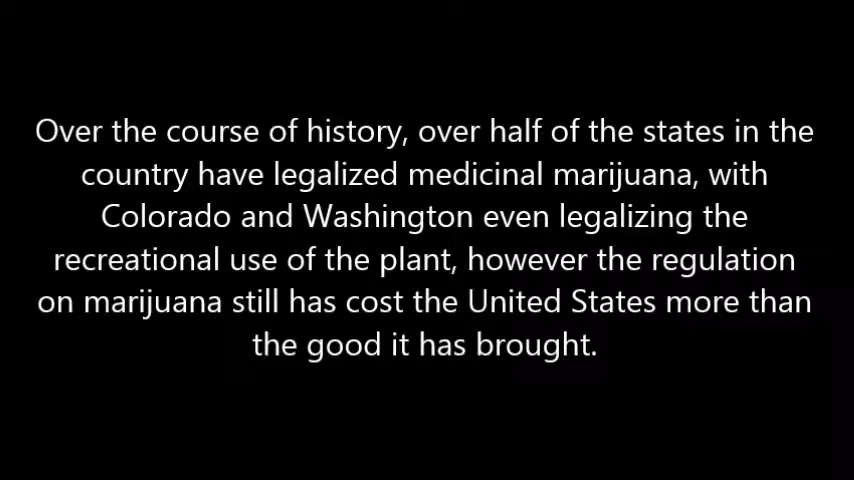 Over the course of history, over half of the states in the
country have legalized medicinal marijuana, with
Colorado and Washington even legalizing the
recreational use of the plant, however the regulation
on marijuana still has cost the United States more than
the good it has brought.